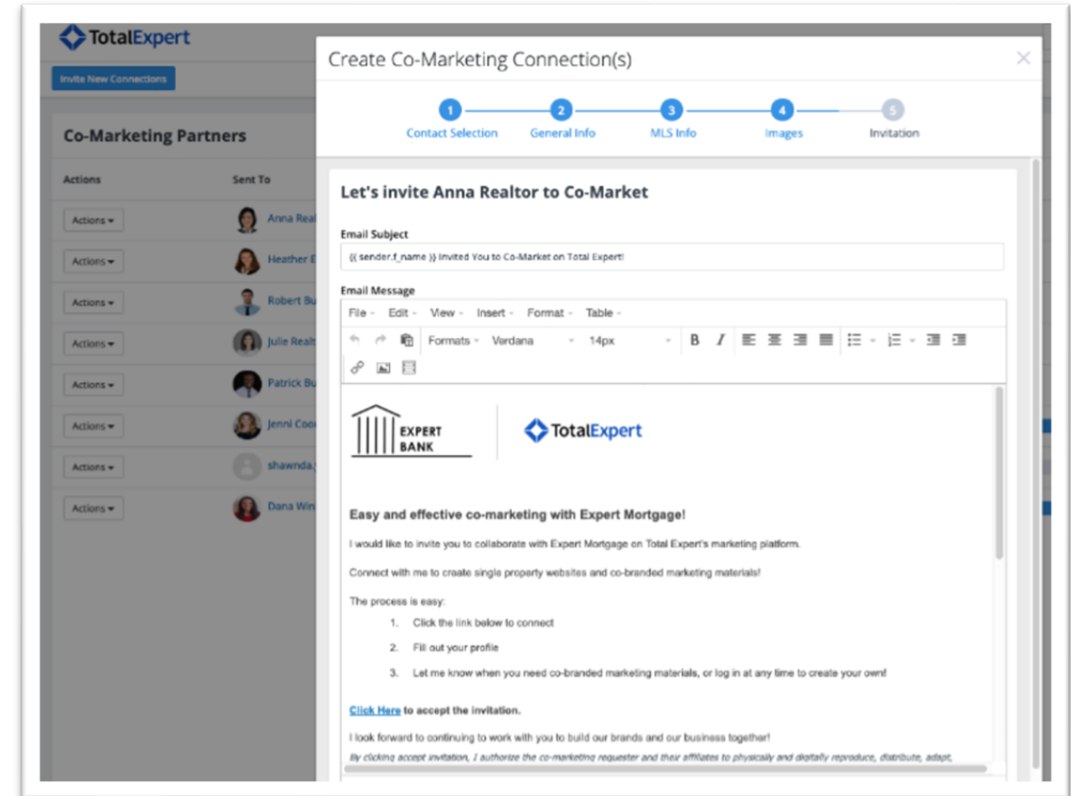 TotalExpert
Invite New Connections
Co-Marketing Partners
Actions Sent To
Actions Anna Real
Actions Heather E
Actions Robert Bu
Actions Julie Realt
Actions Patrick Bu
Actions Jenni Coo
Actions shawnda.
Actions Dana Win
Create Co-Marketing Connection(s)
1 2 3 4 5
Contact Selection General Info MLS Info Images Invitation
Let's invite Anna Realtor to Co-Market
Email Subject
{{ sender.f_name }} Invited You to Co-Market on Total Expert!
Email Message
File Edit View Insert Format Table
Formats Verdana 14px B I
EXPERT
BANK
TotalExpert
Easy and effective co-marketing with Expert Mortgage!
I would like to invite you to collaborate with Expert Mortgage on Total Expert's marketing platform.
Connect with me to create single property websites and co-branded marketing materials!
The process is easy:
1. Click the link below to connect
2. Fill out your profile
3. Let me know when you need co-branded marketing materials, or log in at any time to create your own!
Click Here to accept the invitation.
I look forward to continuing to work with you to build our brands and our business together!
By clicking accept invitation, I authorize the co-marketing requester and their affiliates to physically and digitally reproduce, distribute, adapt,